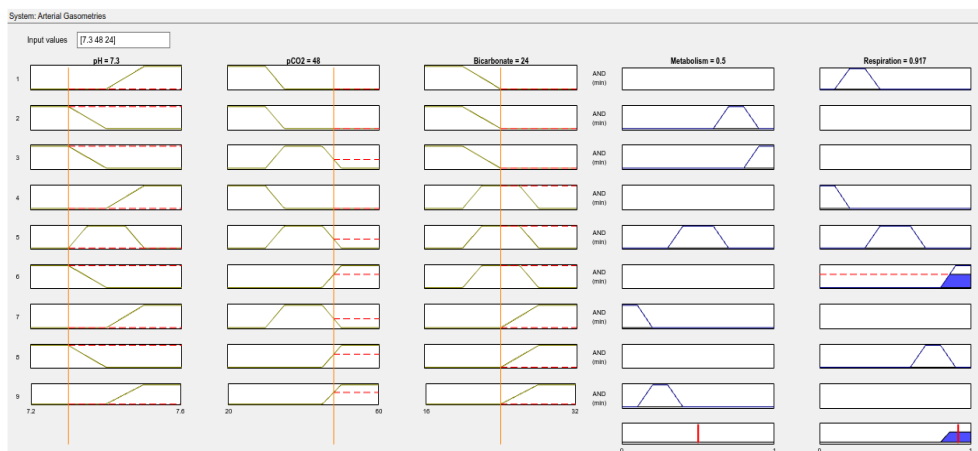 System: Arterial Gasometries
Input values [7.3 48 24]
pH = 7.3 pCO2 = 48 Bicarbonate = 24 Metabolism = 0.5 Respiration = 0.917
1 AND (min)
2 AND (min)
3 AND (min)
4 AND (min)
5 AND (min)
6 AND (min)
7 AND (min)
8 AND (min)
9 AND (min)
7.2 7.6 20 60 16 32
0 1 0 1